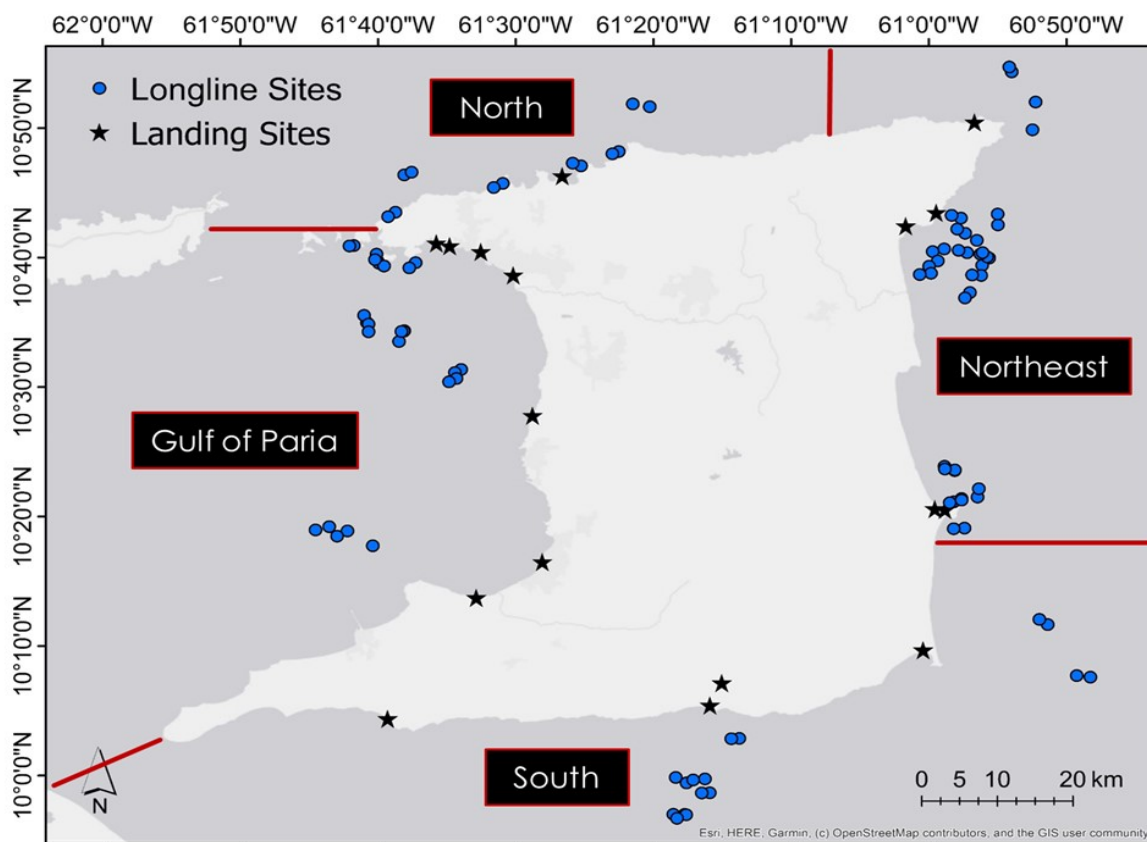 62°0'0"W 61°50'0"W 61°40'0"W 61°30'0"W 61°20'0"W 61°10'0"W 61°0'0"W 60°50'0"W
Longline Sites
Landing Sites
North
Northeast
Gulf of Paria
South
10°50'0"N
10°40'0"N
10°30'0"N
10°20'0"N
10°10'0"N
10°0'0"N
N
0 5 10 20 km
Esri, HERE, Garmin, (c) OpenStreetMap contributors, and the GIS user community